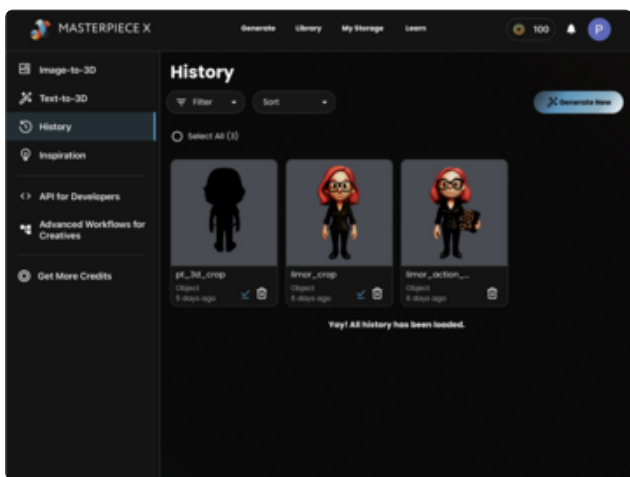 MASTERPIECE X
Generate Library My Storage Learn
100
P
Image-to-3D
Text-to-3D
History
Inspiration
API for Developers
Advanced Workflows for
Creatives
Get More Credits
History
Filter Sort
Generate New
Select All (3)
pt_3d_crop
Object
5 days ago
limor_crop
Object
6 days ago
limor_action_...
Object
6 days ago
Yay! All history has been loaded.